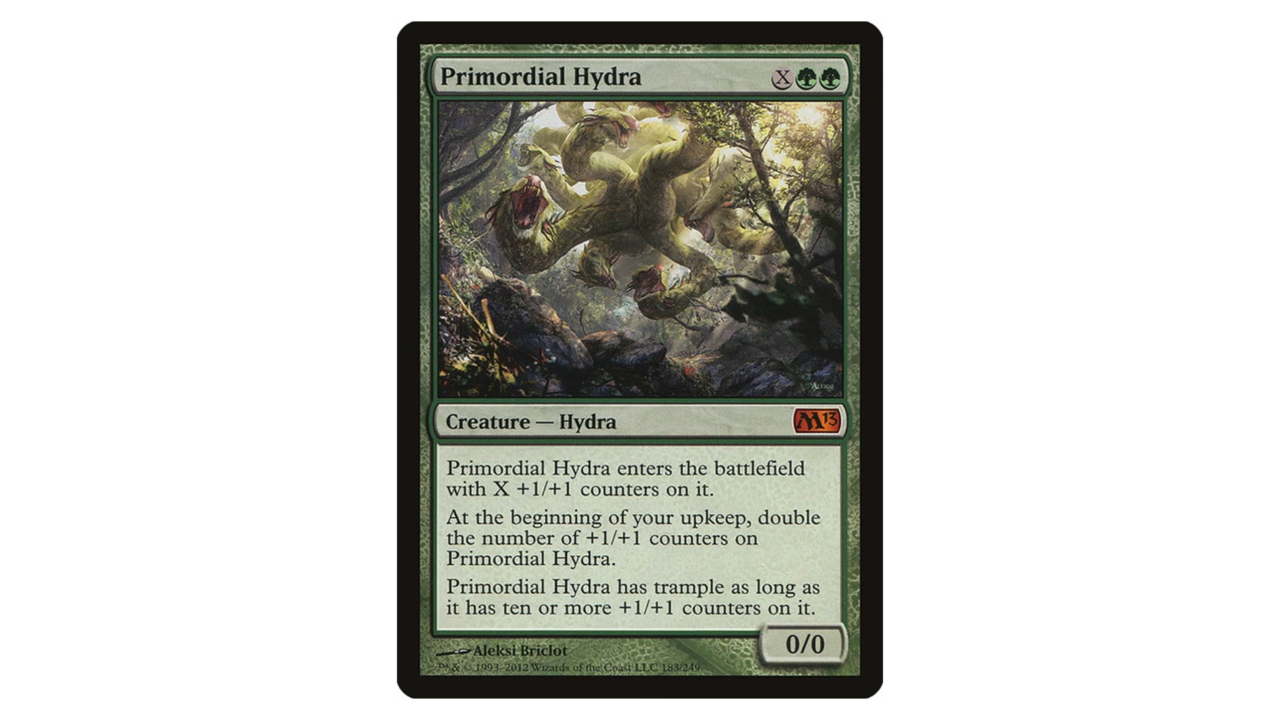 Primordial Hydra X
Creature — Hydra M13
Primordial Hydra enters the battlefield
with X +1/+1 counters on it.
At the beginning of your upkeep, double
the number of +1/+1 counters on
Primordial Hydra.
Primordial Hydra has trample as long as
it has ten or more +1/+1 counters on it.
0/0
Aleksi Briclot
™ & © 1993–2012 Wizards of the Coast LLC 183/249